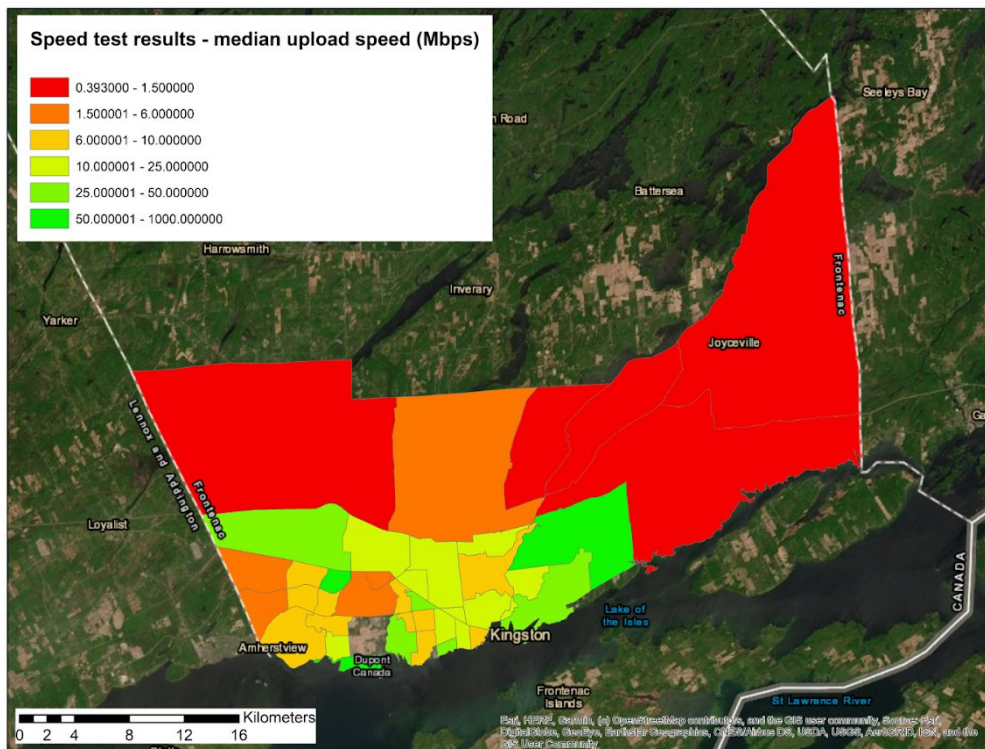 Speed test results - median upload speed (Mbps)
0.393000 - 1.500000
1.500001 - 6.000000
6.000001 - 10.000000
10.000001 - 25.000000
25.000001 - 50.000000
50.000001 - 1000.000000
Seeleys Bay
Road
Battersea
Harrowsmith
Frontenac
Inverary
Yarker
Joyceville
Lennox and Addington
Frontenac
Loyalist
CANADA
Lake of
the Isles
Kingston
Amherstview
Dupont
Canada
Frontenac
Islands
St Lawrence River
Kilometers
0 2 4 8 12 16
Esri, HERE, Garmin, (c) OpenStreetMap contributors, and the GIS user community, Source: Esri,
DigitalGlobe, GeoEye, Earthstar Geographics, CNES/Airbus DS, USDA, USGS, AeroGRID, IGN, and the
GIS User Community